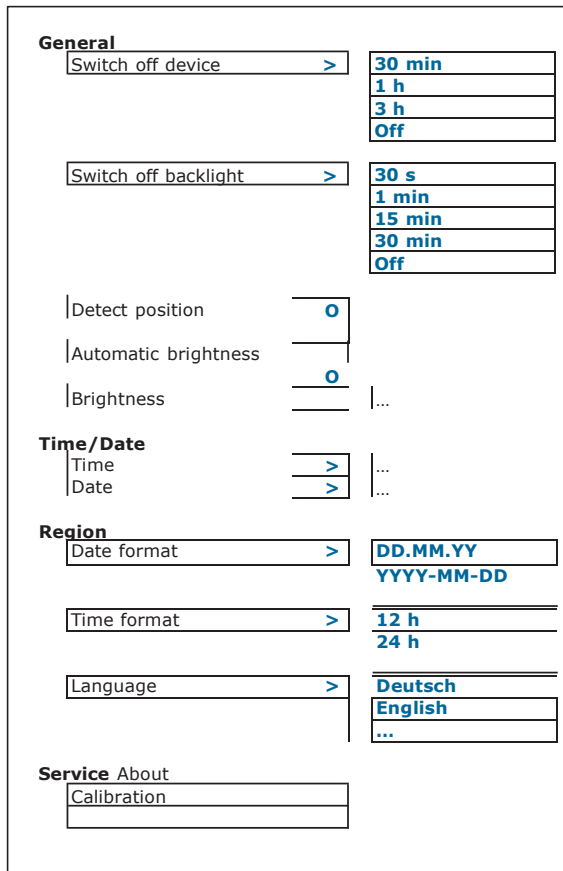 General
Switch off device > 30 min
1 h
3 h
Off
Switch off backlight > 30 s
1 min
15 min
30 min
Off
Detect position O
Automatic brightness
O
Brightness ...
Time/Date
Time > ...
Date > ...
Region
Date format > DD.MM.YY
YYYY-MM-DD
Time format > 12 h
24 h
Language > Deutsch
English
...
Service About
Calibration